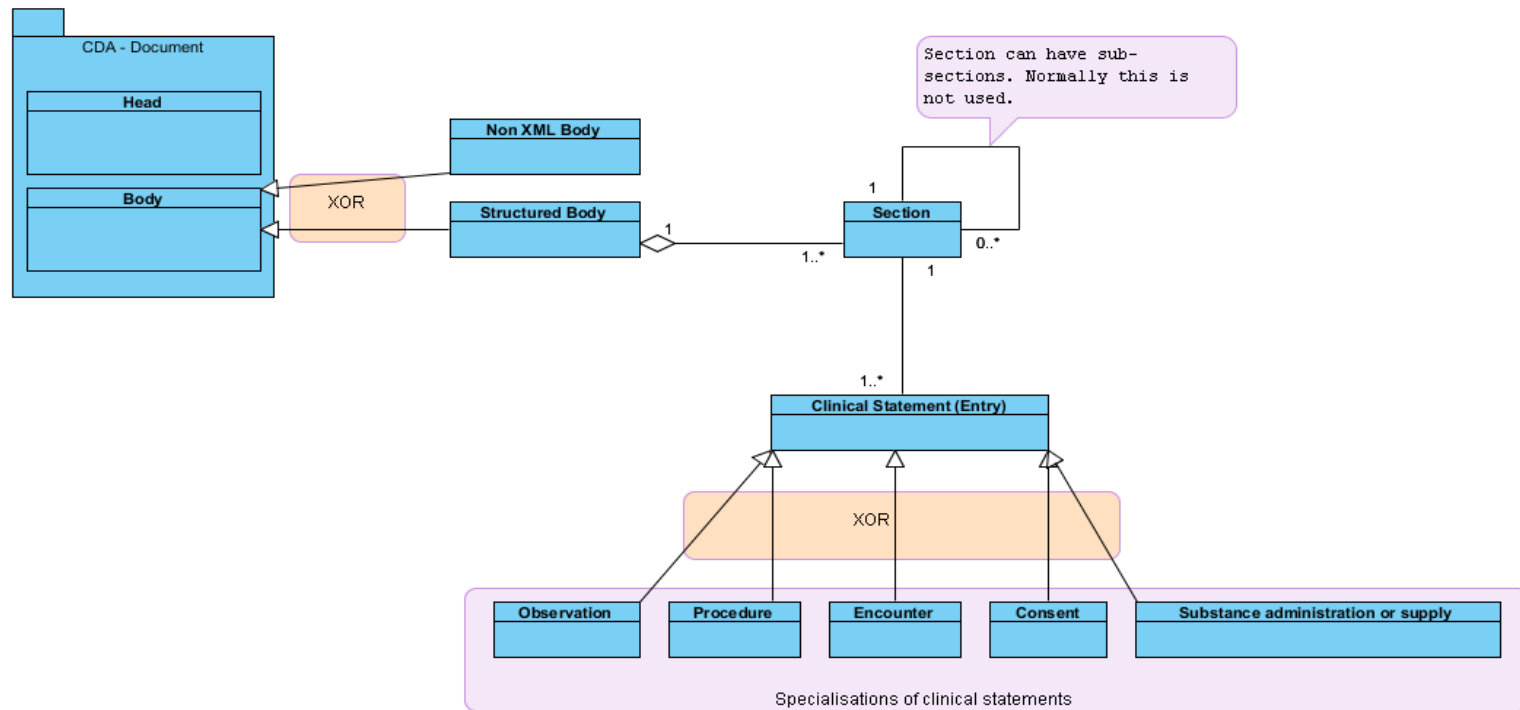 CDA - Document
Head
Body
XOR
Non XML Body
Structured Body
1
1..*
Section can have sub-
sections. Normally this is
not used.
1
Section
0..*
1
1..*
Clinical Statement (Entry)
XOR
Observation
Procedure
Encounter
Consent
Substance administration or supply
Specialisations of clinical statements